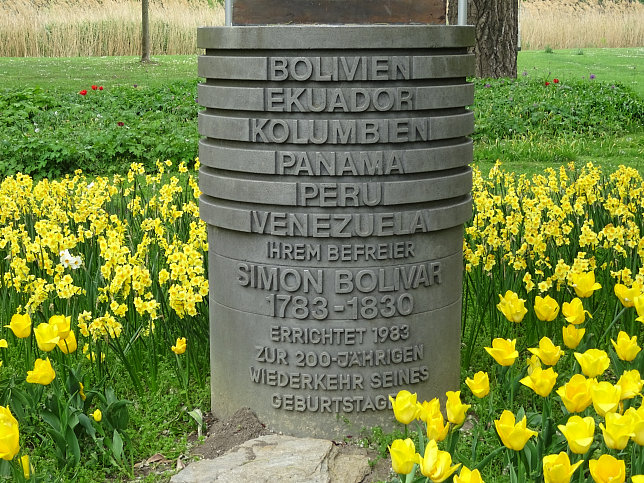 BOLIVIEN
EKUADOR
KOLUMBIEN
PANAMA
PERU
VENEZUELA
IHREM BEFREIER
SIMON BOLIVAR
1783-1830
ERRICHTET 1983
ZUR 200-JÄHRIGEN
WIEDERKEHR SEINES
GEBURTSTAGES